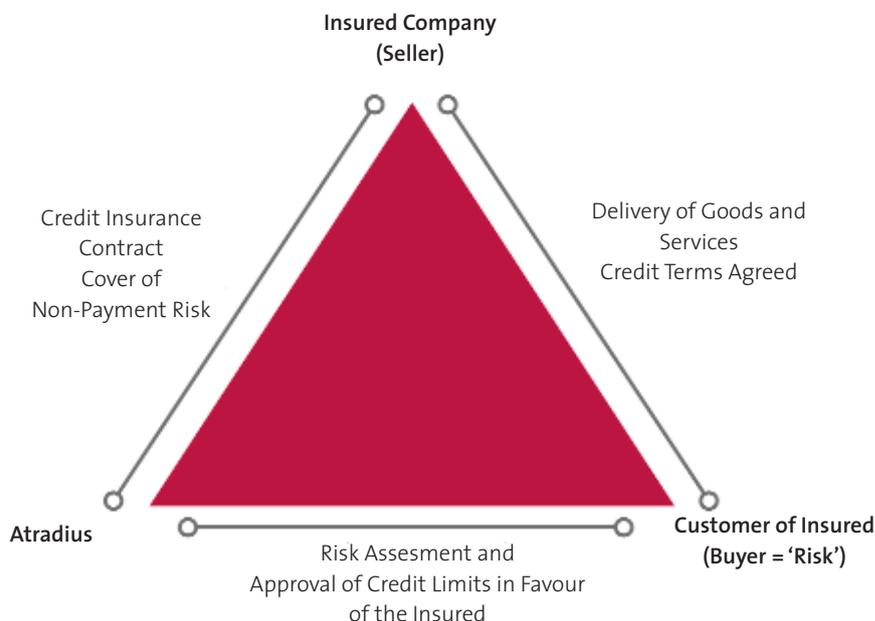 Insured Company
(Seller)
Credit Insurance
Contract
Cover of
Non-Payment Risk
Delivery of Goods and
Services
Credit Terms Agreed
Atradius
Customer of Insured
(Buyer = ‘Risk’)
Risk Assesment and
Approval of Credit Limits in Favour
of the Insured